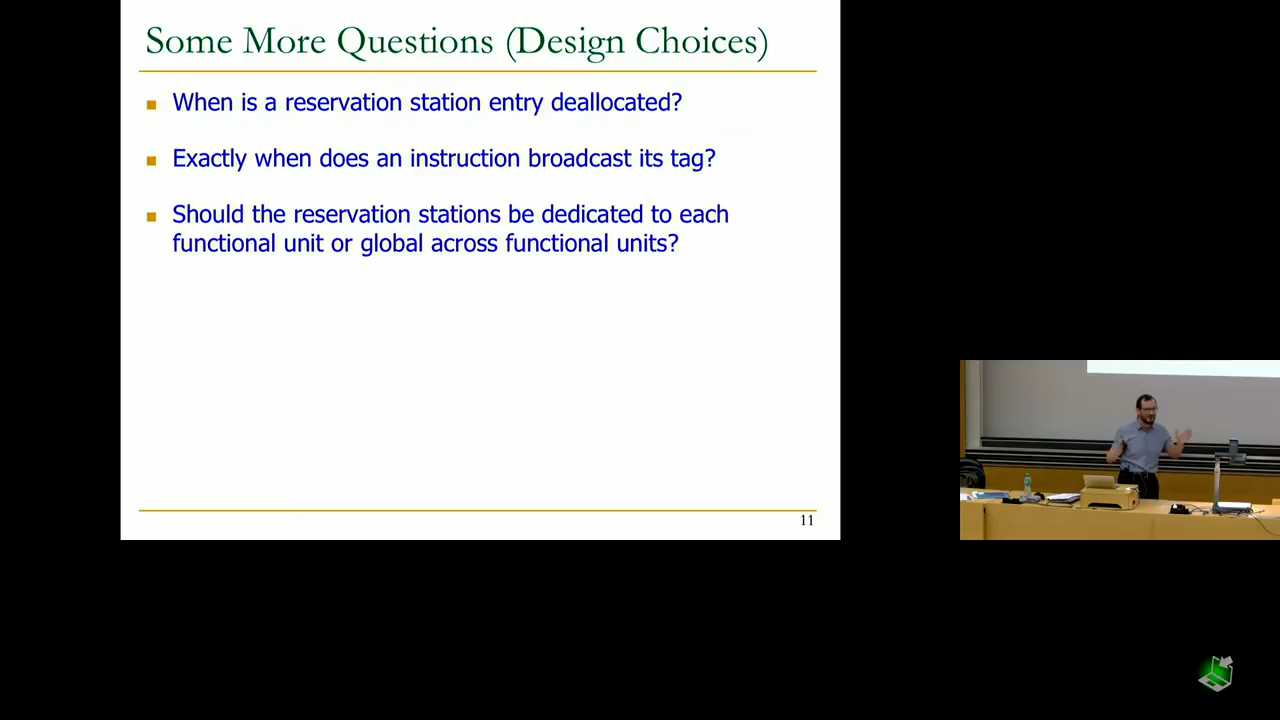 Some More Questions (Design Choices)
When is a reservation station entry deallocated?
Exactly when does an instruction broadcast its tag?
Should the reservation stations be dedicated to each
functional unit or global across functional units?
11